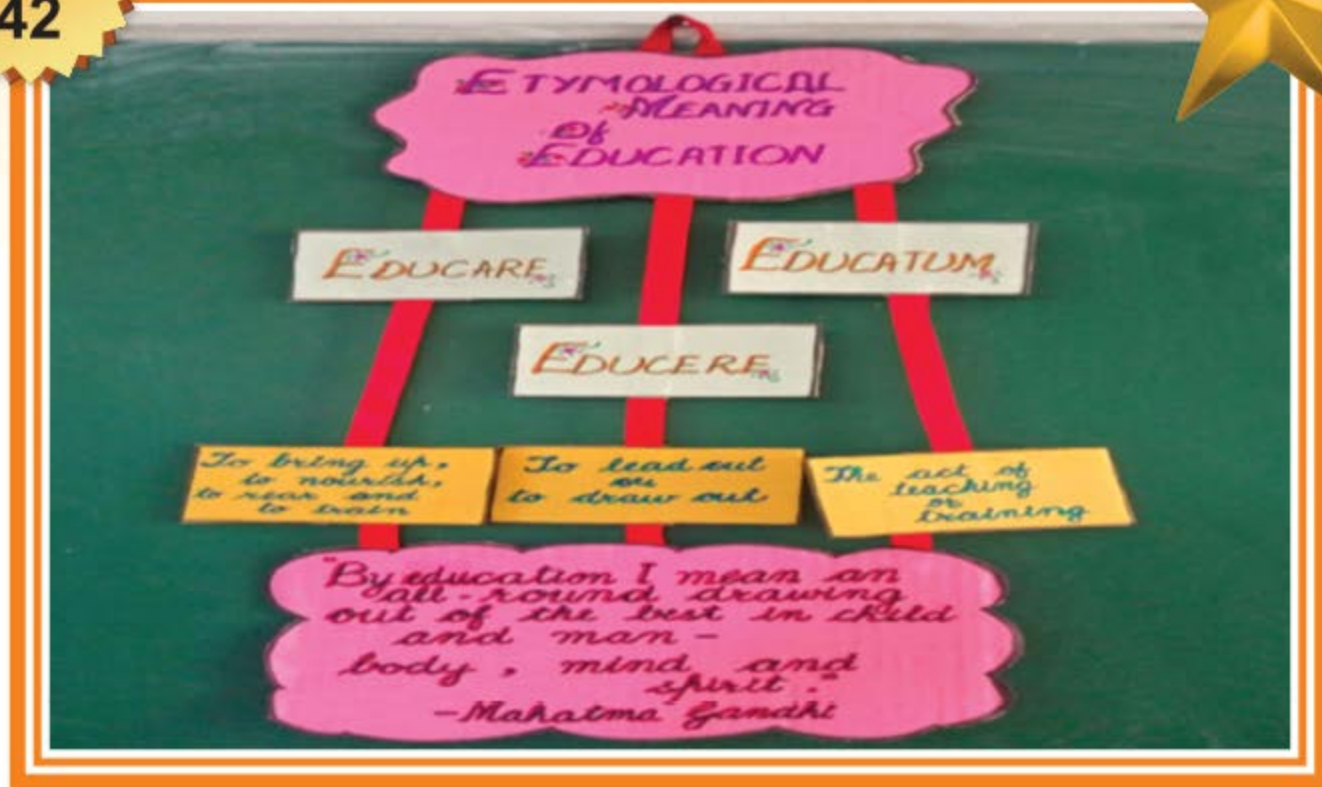 42
ETYMOLOGICAL
MEANING
Of
EDUCATION
EDUCARE
EDUCATUM
EDUCERE
To bring up,
to nourish,
to rear and
to train
To lead out
or
to draw out
The act of
teaching
or
training
"By education I mean an
all-round drawing
out of the best in child
and man-
body, mind and
spirit."
-Mahatma Gandhi